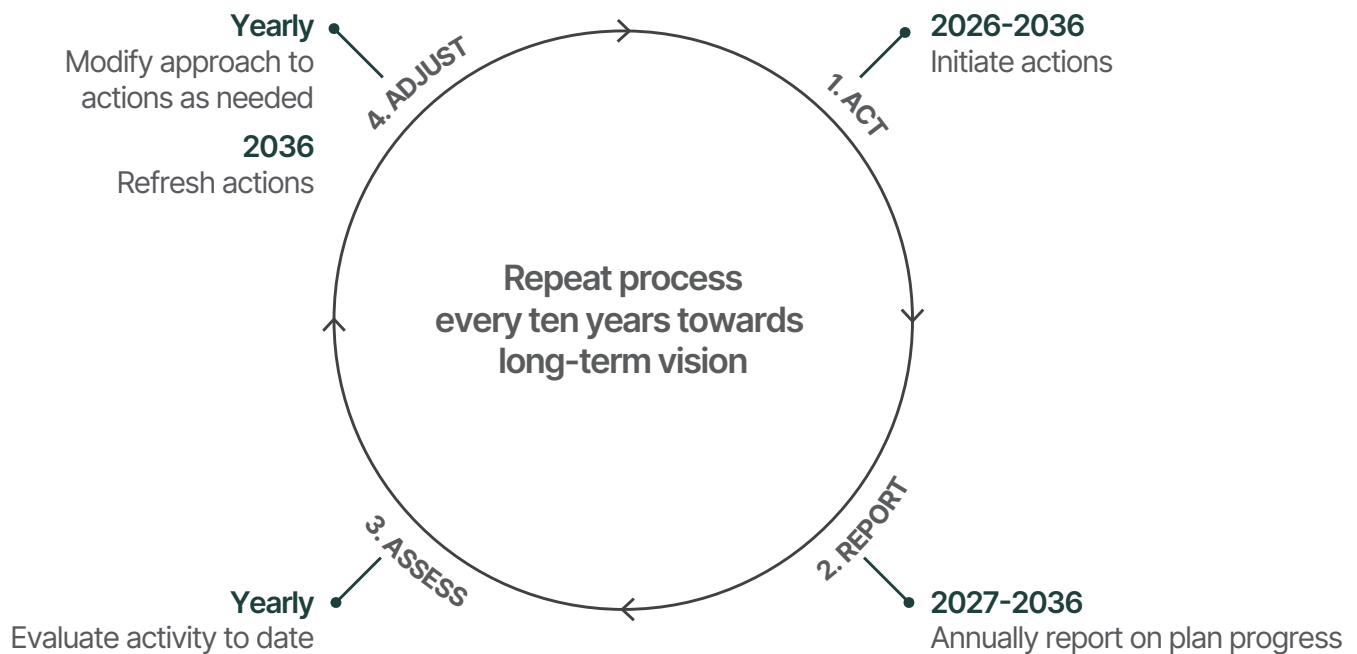 Yearly
Modify approach to
actions as needed
2036
Refresh actions
4. ADJUST
2026-2036
Initiate actions
1. ACT
Repeat process
every ten years towards
long-term vision
2. REPORT
2027-2036
Annually report on plan progress
3. ASSESS
Yearly
Evaluate activity to date